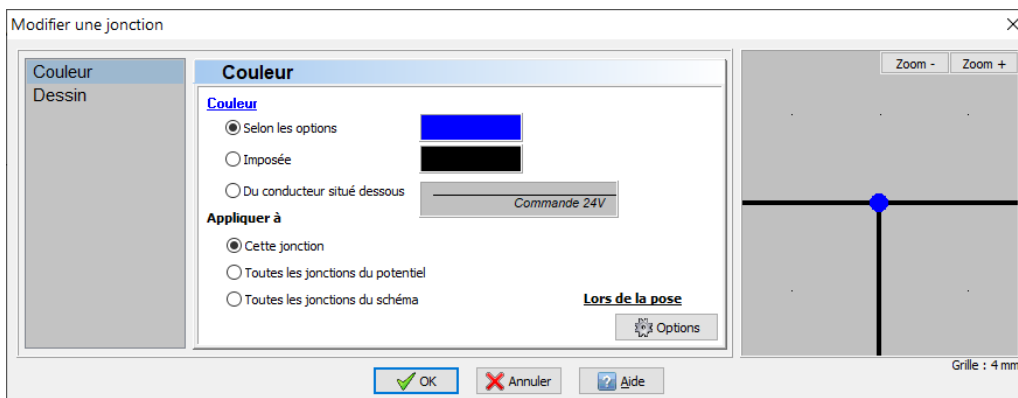 Modifier une jonction
Couleur
Dessin
Couleur
Couleur
Selon les options
Imposée
Du conducteur situé dessous
Commande 24V
Appliquer à
Cette jonction
Toutes les jonctions du potentiel
Toutes les jonctions du schéma
Lors de la pose
Options
Zoom -
Zoom +
Grille : 4 mm
OK
Annuler
Aide